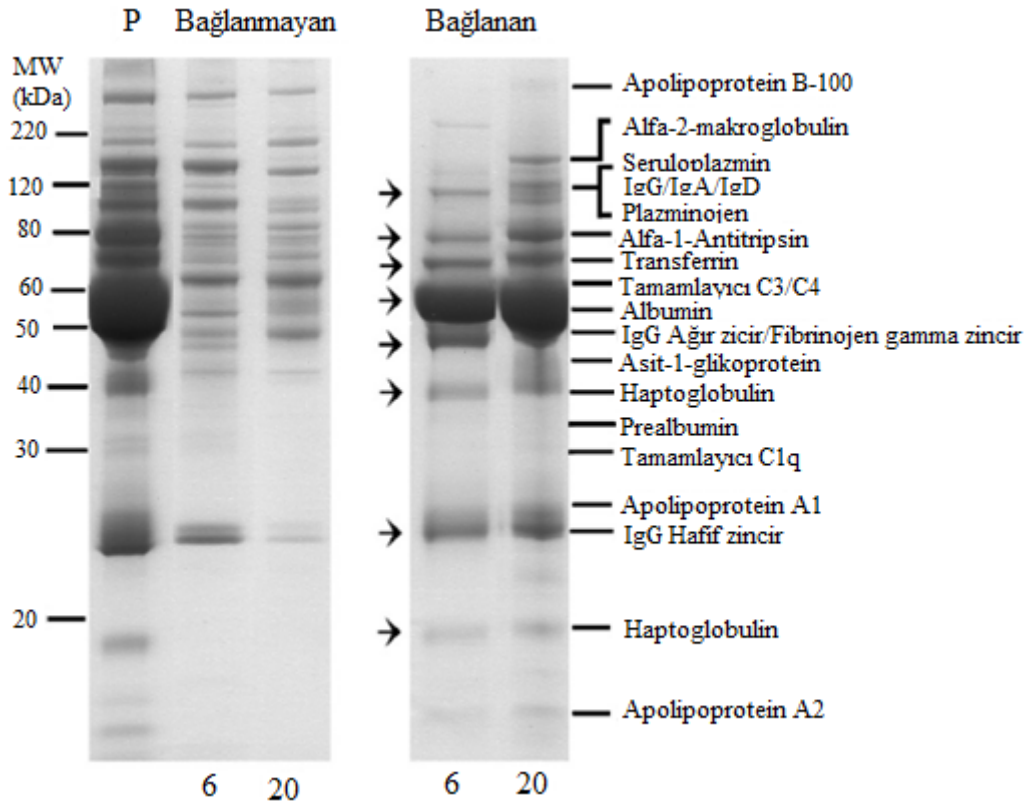 P Bağlanmayan Bağlanan
MW
(kDa)
220
120
80
60
50
40
30
20
Apolipoprotein B-100
Alfa-2-makroglobulin
Seruloplazmin
IgG/IgA/IgD
Plazminojen
Alfa-1-Antitripsin
Transferrin
Tamamlayıcı C3/C4
Albumin
IgG Ağır zicir/Fibrinojen gamma zincir
Asit-1-glikoprotein
Haptoglobulin
Prealbumin
Tamamlayıcı C1q
Apolipoprotein A1
IgG Hafif zincir
Haptoglobulin
Apolipoprotein A2
6 20 6 20